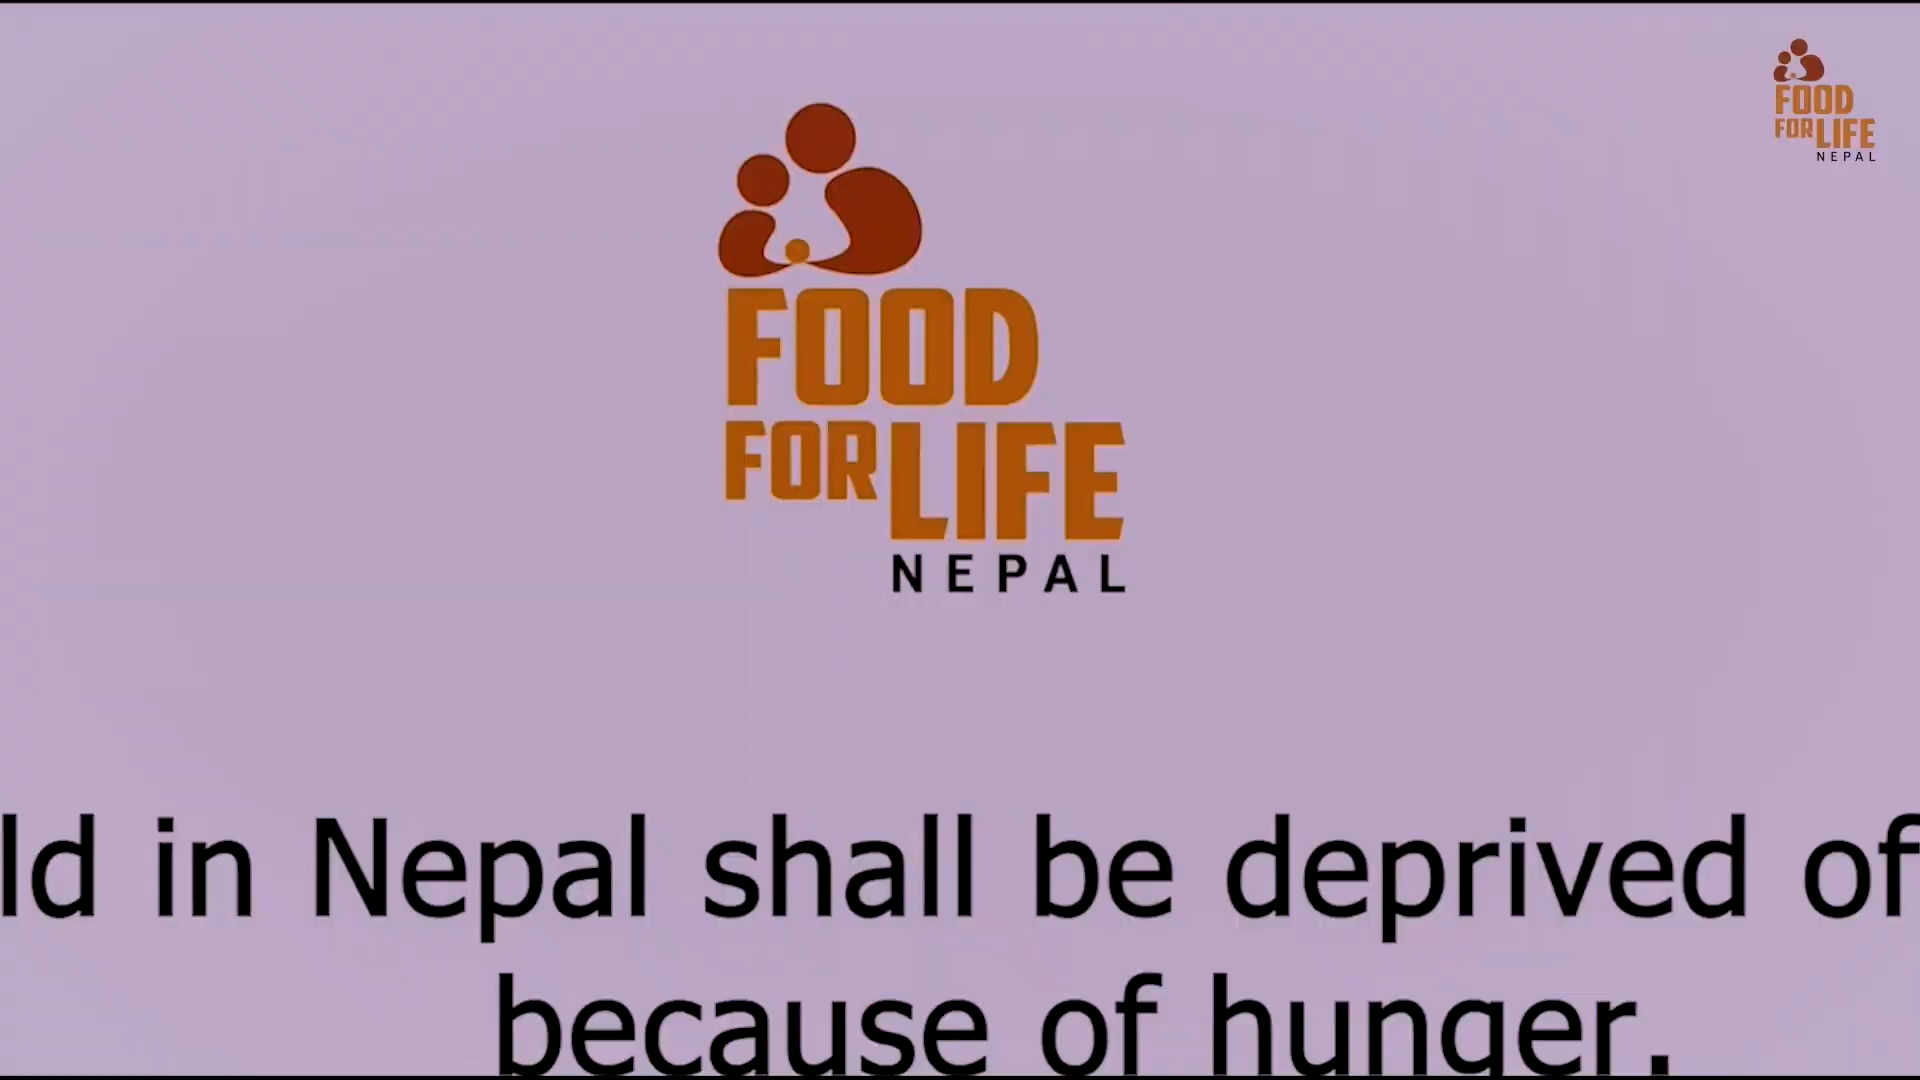 FOOD
FOR LIFE
NEPAL
FOOD
FOR LIFE
NEPAL
ld in Nepal shall be deprived of
because of hunger.